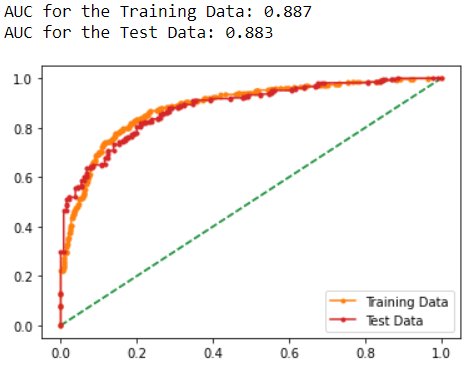 AUC for the Training Data: 0.887
AUC for the Test Data: 0.883
1.0
0.8
0.6
0.4
0.2
0.0
0.0 0.2 0.4 0.6 0.8 1.0
Training Data
Test Data